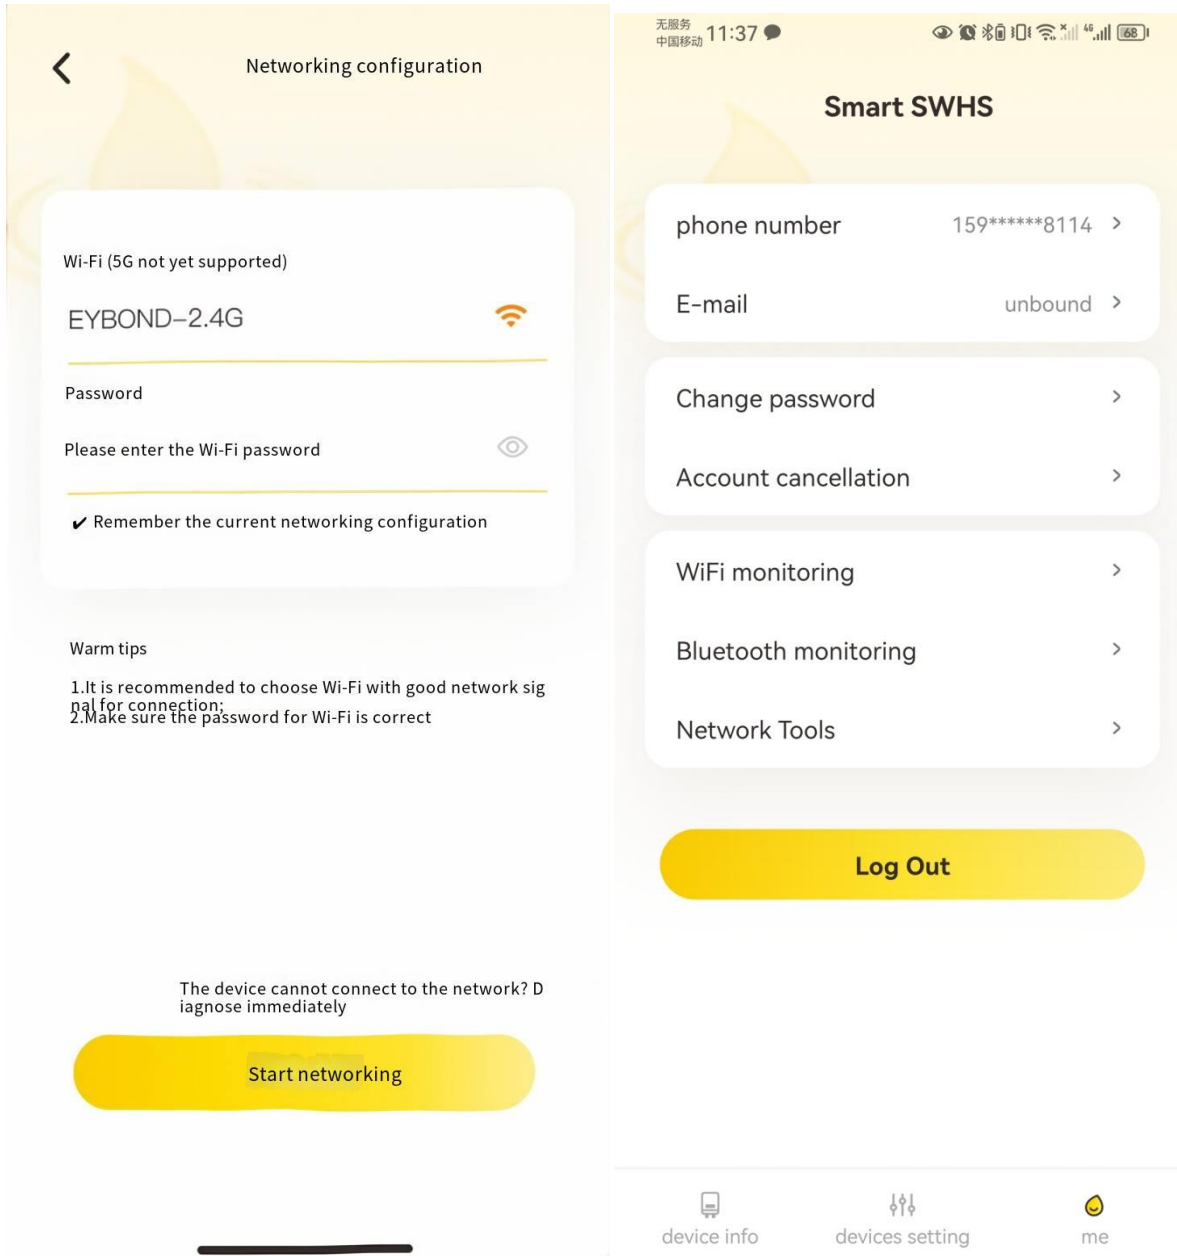 Networking configuration
Wi-Fi (5G not yet supported)
EYBOND-2.4G
Password
Please enter the Wi-Fi password
✔ Remember the current networking configuration
Warm tips
1.It is recommended to choose Wi-Fi with good network sig
nal for connection;
2.Make sure the password for Wi-Fi is correct
The device cannot connect to the network? D
iagnose immediately
Start networking
无服务
中国移动 11:37 4G 68
Smart SWHS
phone number 159******8114 >
E-mail unbound >
Change password >
Account cancellation >
WiFi monitoring >
Bluetooth monitoring >
Network Tools >
Log Out
device info devices setting me